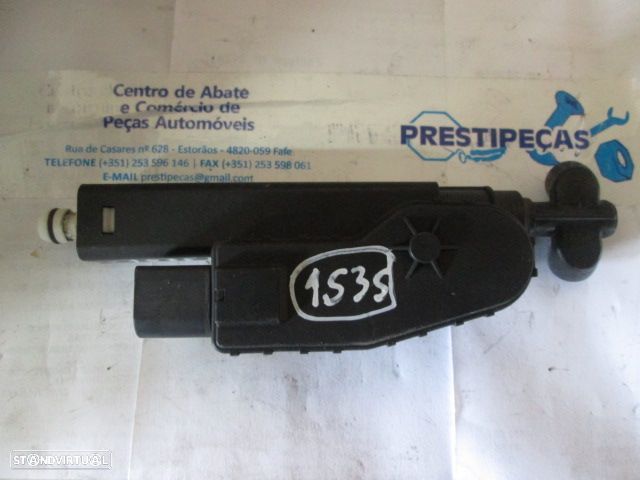 Centro de Abate
e Comércio de
Peças Automóveis
Rua de Casares nº 628 - Estorãos - 4820-059 Fafe
TELEFONE (+351) 253 596 146 | FAX (+351) 253 598 061
E-MAIL prestipecas@gmail.com
PRESTIPEÇAS
1535
STANDVIRTUAL